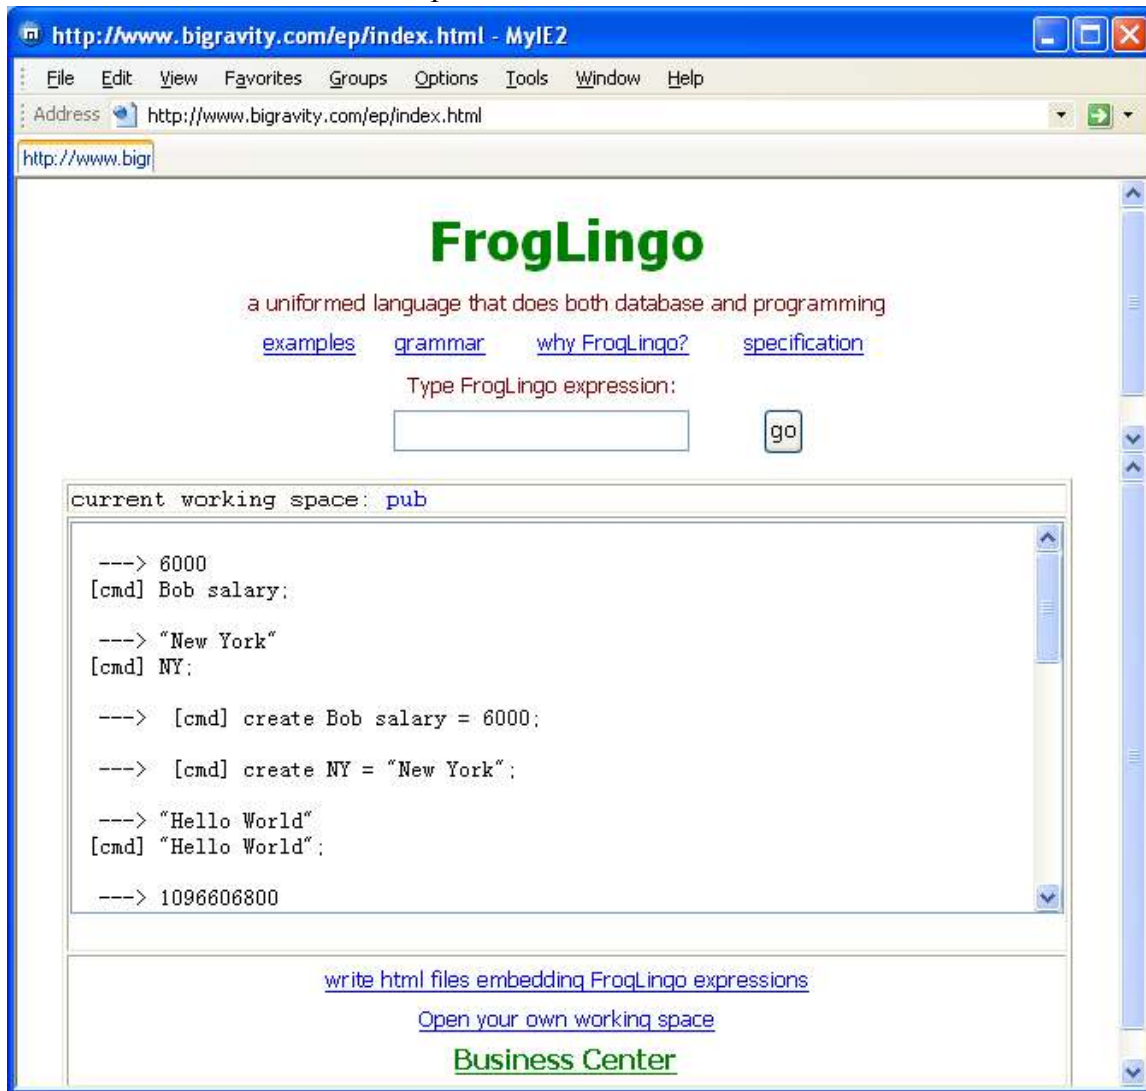 http://www.bigravity.com/ep/index.html - MyIE2
File Edit View Favorites Groups Options Tools Window Help
Address http://www.bigravity.com/ep/index.html
http://www.bigr
FrogLingo
a uniformed language that does both database and programming
examples grammar why FrogLingo? specification
Type FrogLingo expression:
go
current working space: pub
---> 6000
[cmd] Bob salary;
---> "New York"
[cmd] NY;
---> [cmd] create Bob salary = 6000;
---> [cmd] create NY = "New York";
---> "Hello World"
[cmd] "Hello World";
---> 1096606800
write html files embedding FrogLingo expressions
Open your own working space
Business Center